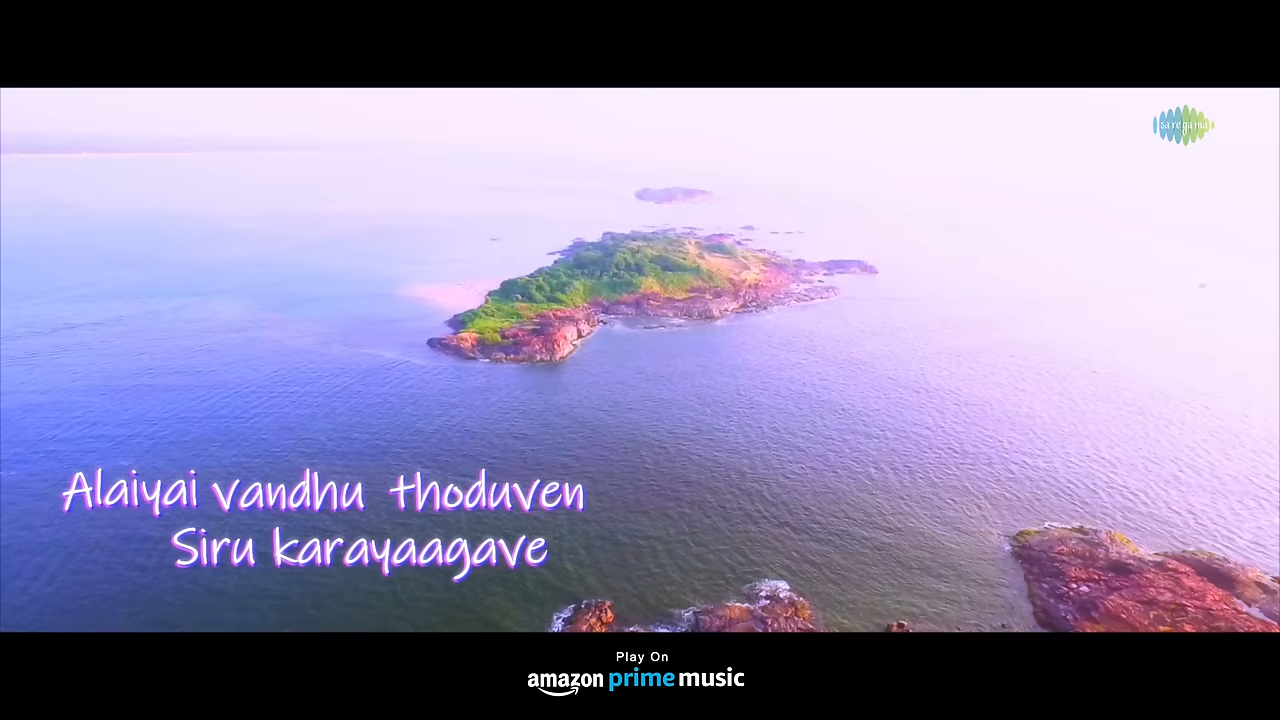 saregama
Alaiyai vandhu thoduven
Siru karayaagave
Play On
amazon prime music